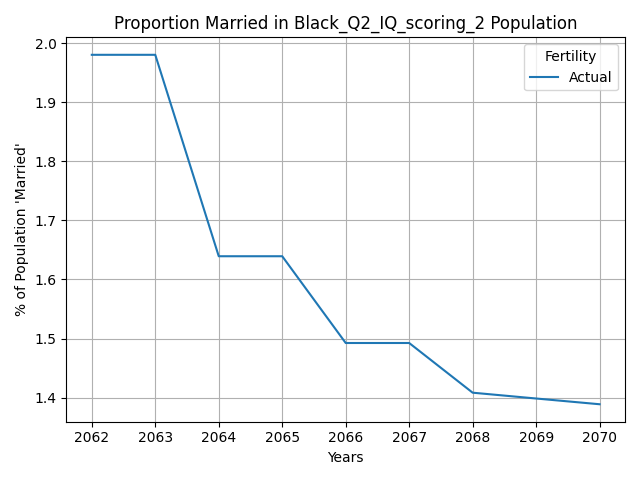 Proportion Married in Black_Q2_IQ_scoring_2 Population
Fertility
Actual
% of Population 'Married'
2.0
1.9
1.8
1.7
1.6
1.5
1.4
2062 2063 2064 2065 2066 2067 2068 2069 2070
Years